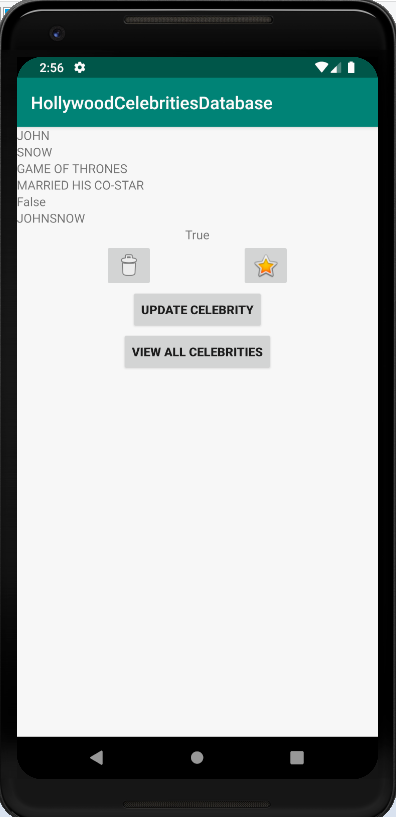 2:56
HollywoodCelebritiesDatabase
JOHN
SNOW
GAME OF THRONES
MARRIED HIS CO-STAR
False
JOHNSNOW
True
UPDATE CELEBRITY
VIEW ALL CELEBRITIES